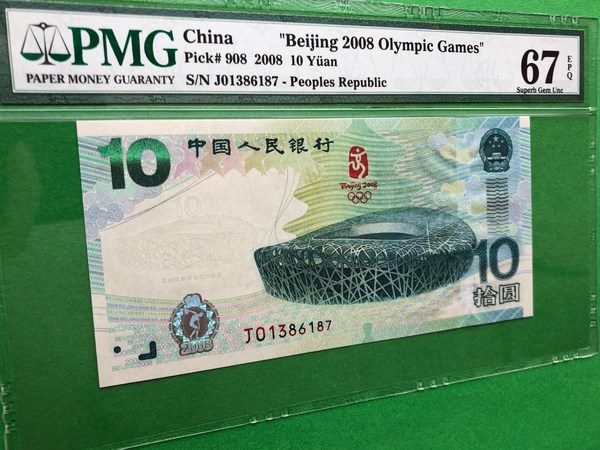 PMG
PAPER MONEY GUARANTY
China "Beijing 2008 Olympic Games"
Pick# 908 2008 10 Yüan
S/N J01386187 - Peoples Republic
67 EPQ
Superb Gem Unc
10
中国人民银行
Beijing 2008
10
拾圆
J01386187
2008